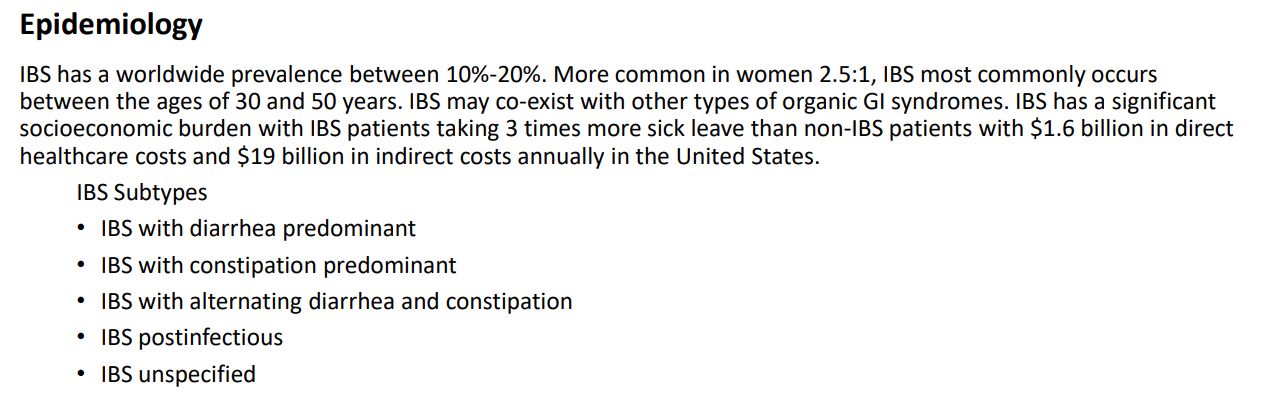 Epidemiology
IBS has a worldwide prevalence between 10%-20%. More common in women 2.5:1, IBS most commonly occurs
between the ages of 30 and 50 years. IBS may co-exist with other types of organic GI syndromes. IBS has a significant
socioeconomic burden with IBS patients taking 3 times more sick leave than non-IBS patients with $1.6 billion in direct
healthcare costs and $19 billion in indirect costs annually in the United States.
IBS Subtypes
• IBS with diarrhea predominant
• IBS with constipation predominant
• IBS with alternating diarrhea and constipation
• IBS postinfectious
• IBS unspecified